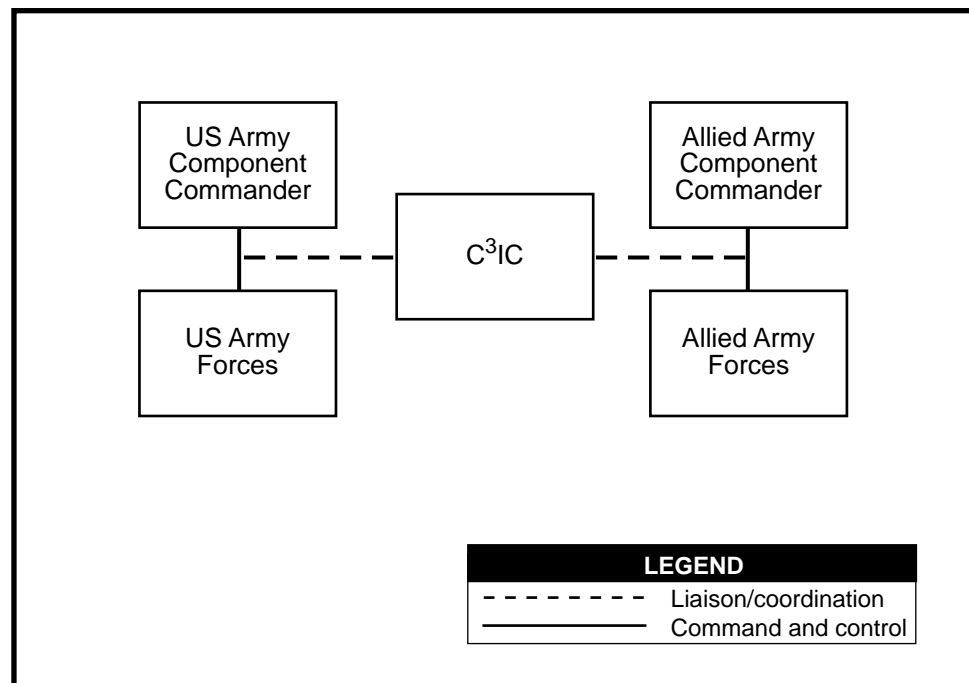 US Army
Component
Commander
Allied Army
Component
Commander
C³IC
US Army
Forces
Allied Army
Forces
LEGEND
Liaison/coordination
Command and control